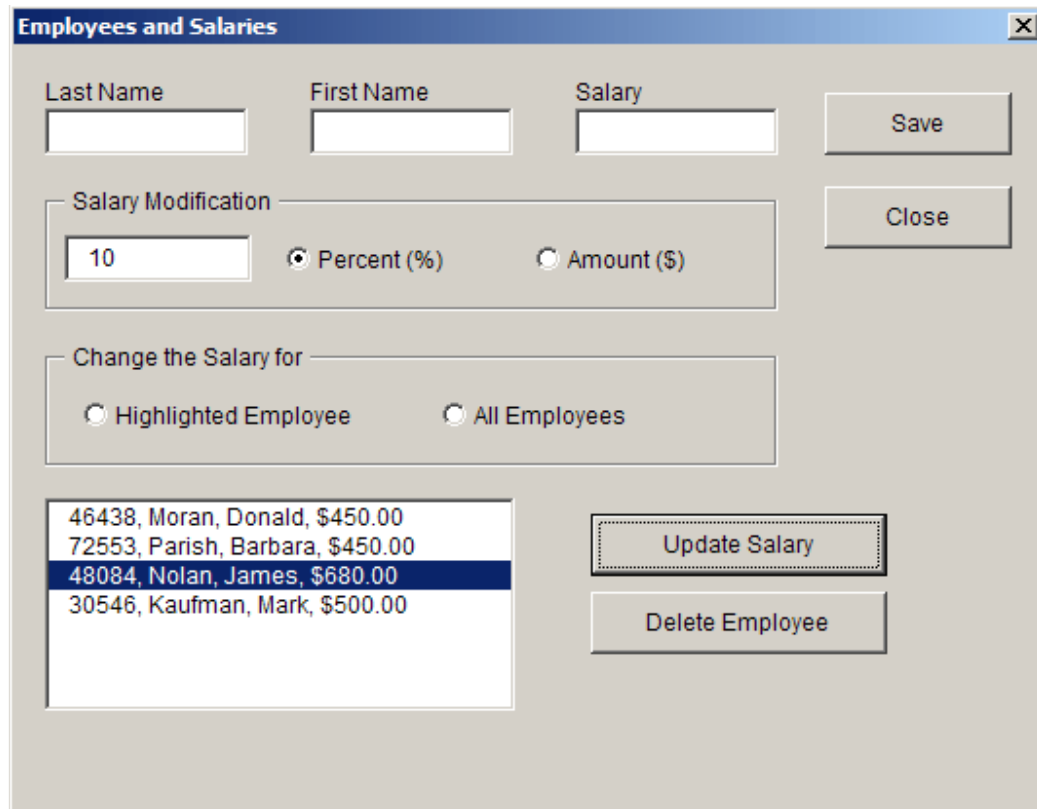 Employees and Salaries
Last Name First Name Salary
Save
Salary Modification
Close
10 Percent (%) Amount ($)
Change the Salary for
Highlighted Employee All Employees
46438, Moran, Donald, $450.00
72553, Parish, Barbara, $450.00
48084, Nolan, James, $680.00
30546, Kaufman, Mark, $500.00
Update Salary
Delete Employee